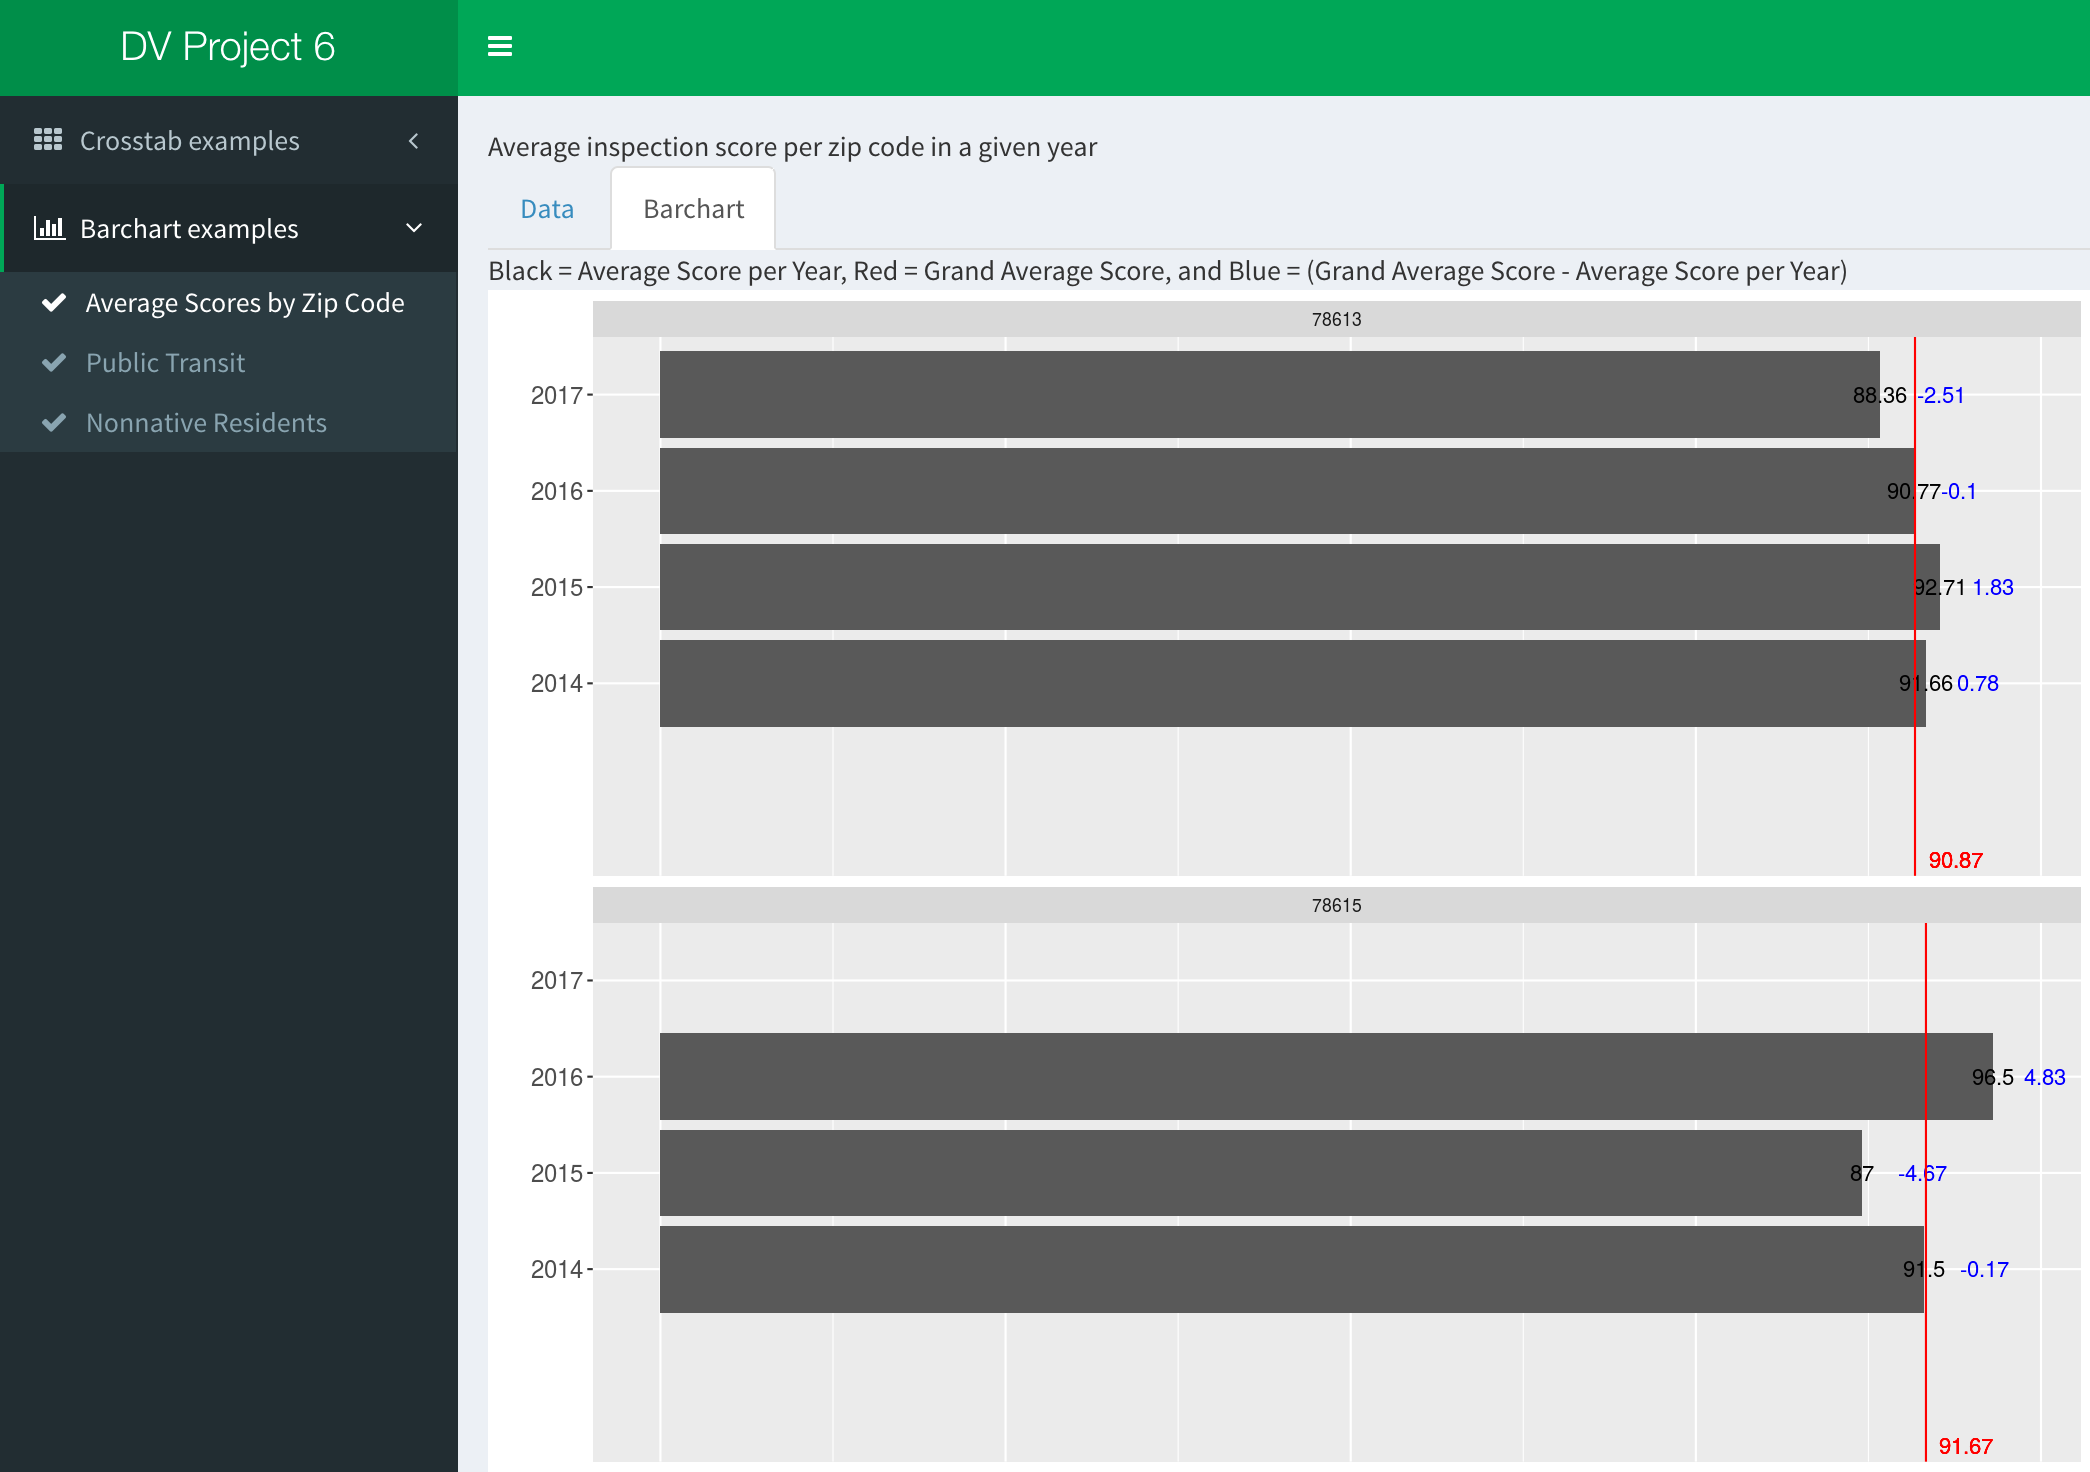 DV Project 6
Crosstab examples
Barchart examples
Average Scores by Zip Code
Public Transit
Nonnative Residents
Average inspection score per zip code in a given year
Data Barchart
Black = Average Score per Year, Red = Grand Average Score, and Blue = (Grand Average Score - Average Score per Year)
78613
2017 88.36 -2.51
2016 90.77 -0.1
2015 92.71 1.83
2014 91.66 0.78
90.87
78615
2017
2016 96.5 4.83
2015 87 -4.67
2014 91.5 -0.17
91.67